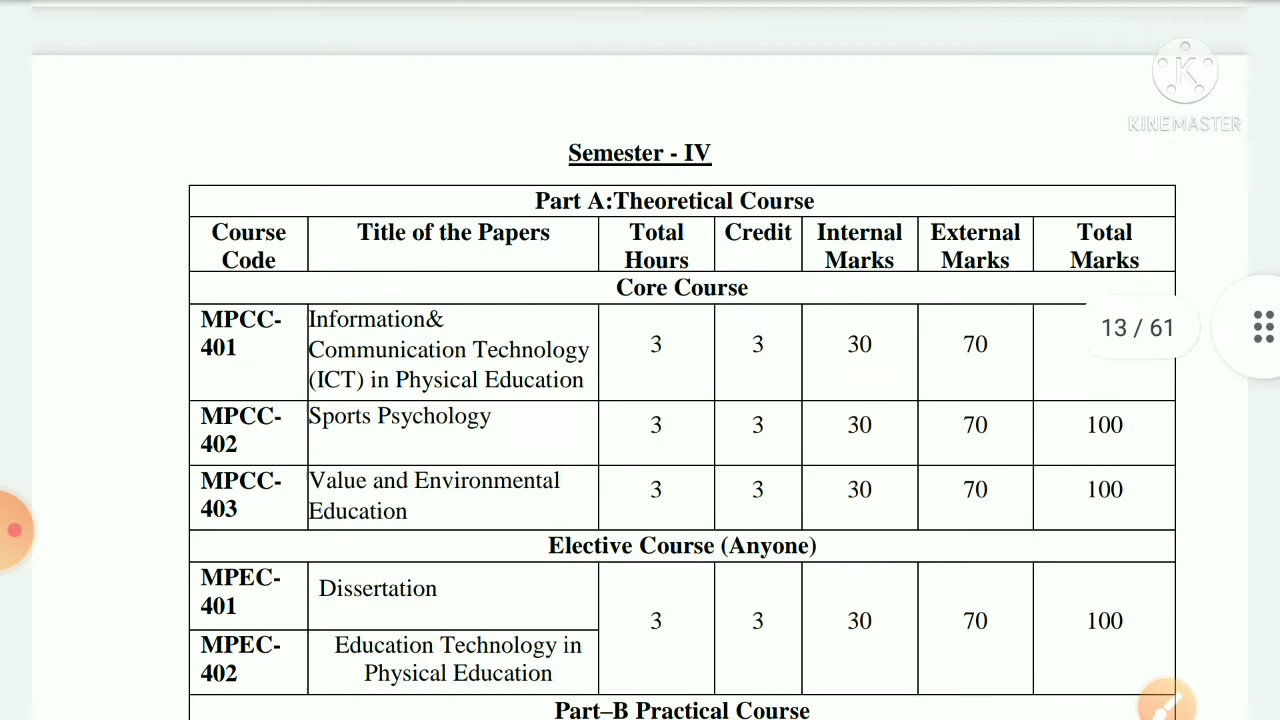 KINEMASTER
Semester - IV
Part A:Theoretical Course
Course Code Title of the Papers Total Hours Credit Internal Marks External Marks Total Marks
Core Course
MPCC-401 Information& Communication Technology (ICT) in Physical Education 3 3 30 70
13 / 61
MPCC-402 Sports Psychology 3 3 30 70 100
MPCC-403 Value and Environmental Education 3 3 30 70 100
Elective Course (Anyone)
MPEC-401 Dissertation 3 3 30 70 100
MPEC-402 Education Technology in Physical Education
Part–B Practical Course